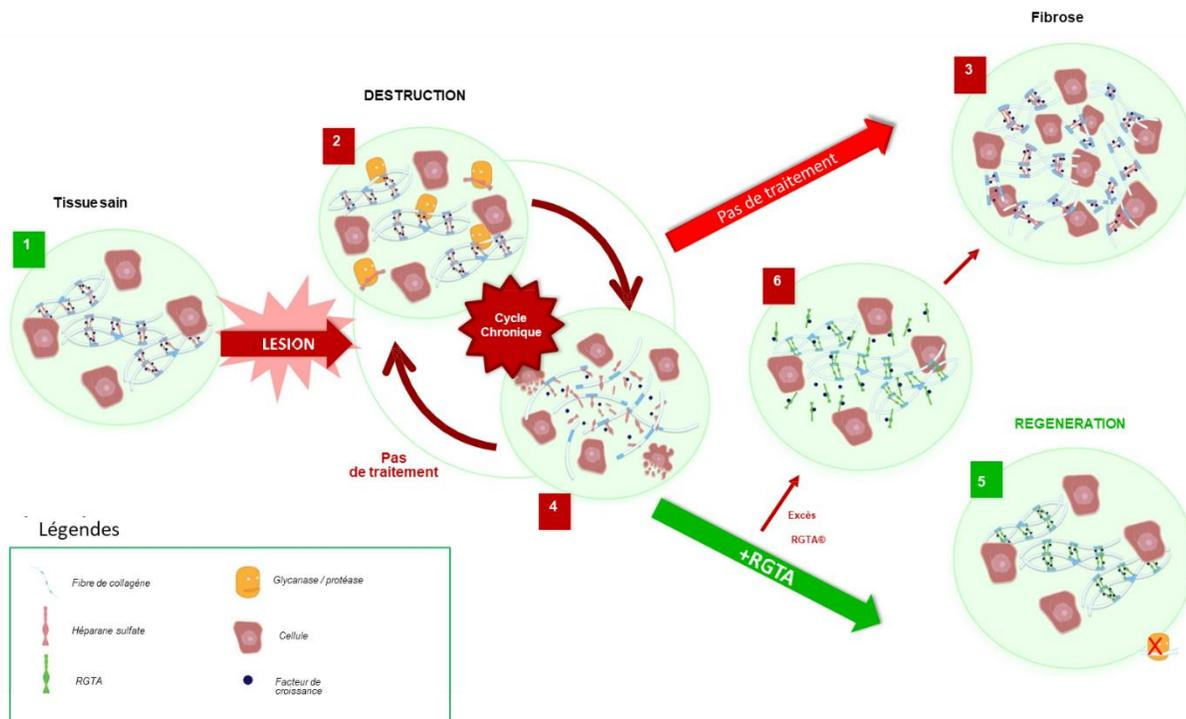 Fibrose
3
DESTRUCTION
2
Pas de traitement
Tissue sain
1
6
Cycle
Chronique
LESION
REGENERATION
Pas
de traitement
5
4
Excès
RGTA®
+RGTA
Légendes
Fibre de collagéne
Glycanase / protéase
Héparane sulfate
Cellule
RGTA
Facteur de
croissance